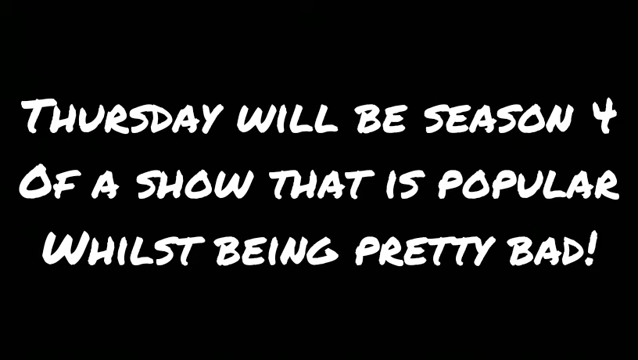 Thursday will be season 4
Of a show that is popular
Whilst being pretty bad!